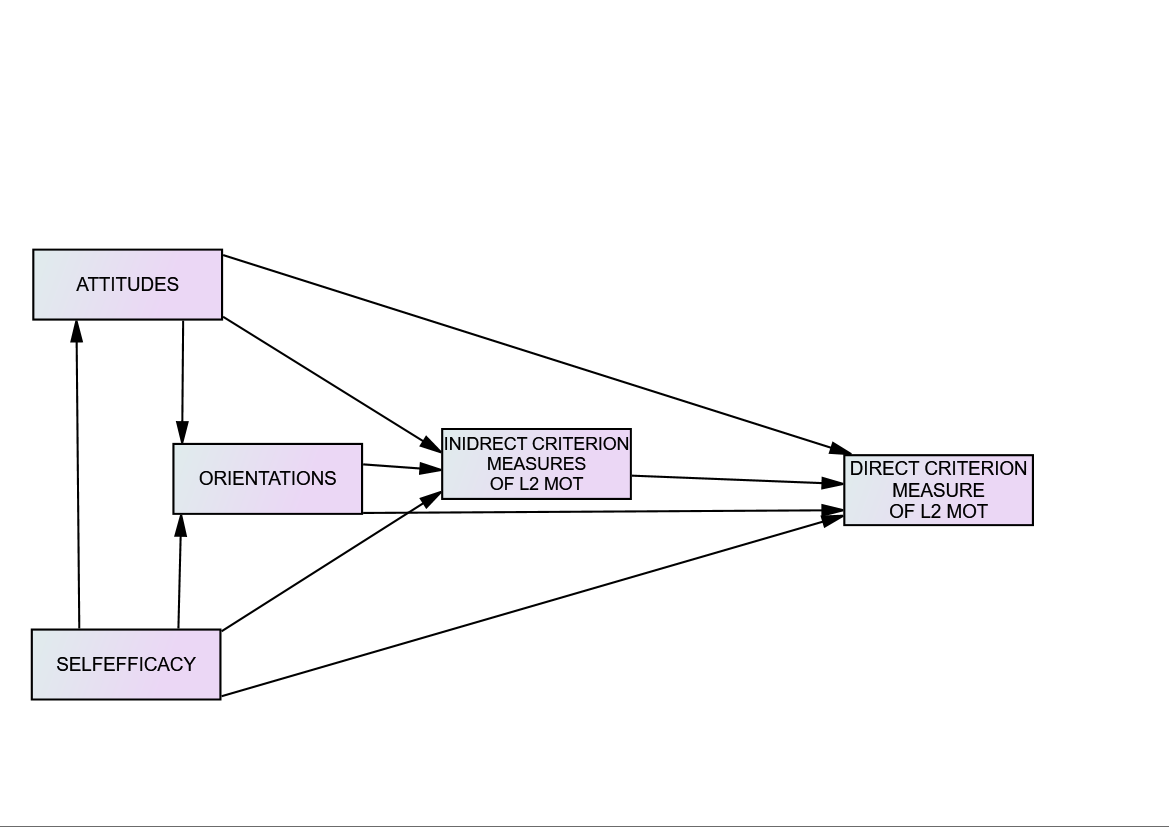 ATTITUDES
ORIENTATIONS
INIDRECT CRITERION
MEASURES
OF L2 MOT
DIRECT CRITERION
MEASURE
OF L2 MOT
SELFEFFICACY